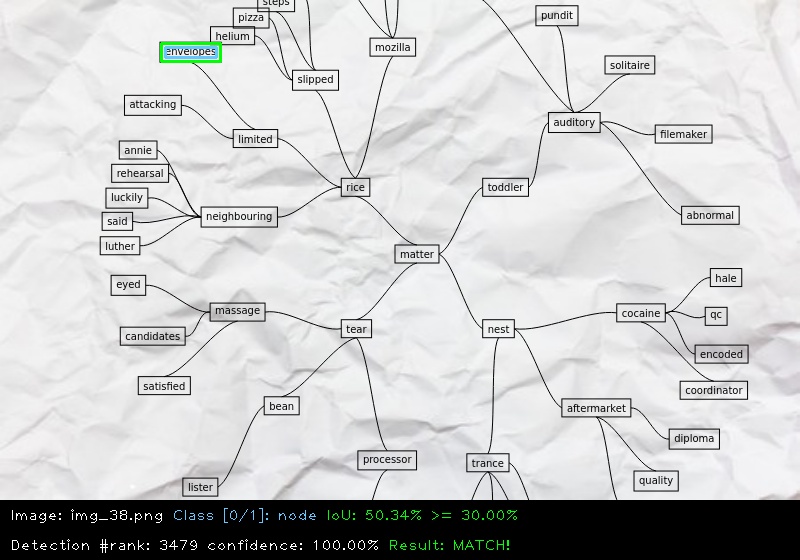 steps
pundit
pizza
helium
mozilla
envelopes
solitaire
slipped
attacking
auditory
filemaker
limited
annie
rehearsal
rice
toddler
luckily
abnormal
said
neighbouring
luther
matter
hale
eyed
massage
cocaine
qc
candidates
tear
nest
encoded
satisfied
coordinator
bean
aftermarket
diploma
processor
trance
quality
lister
Image: img_38.png Class [0/1]: node IoU: 50.34% >= 30.00%
Detection #rank: 3479 confidence: 100.00% Result: MATCH!